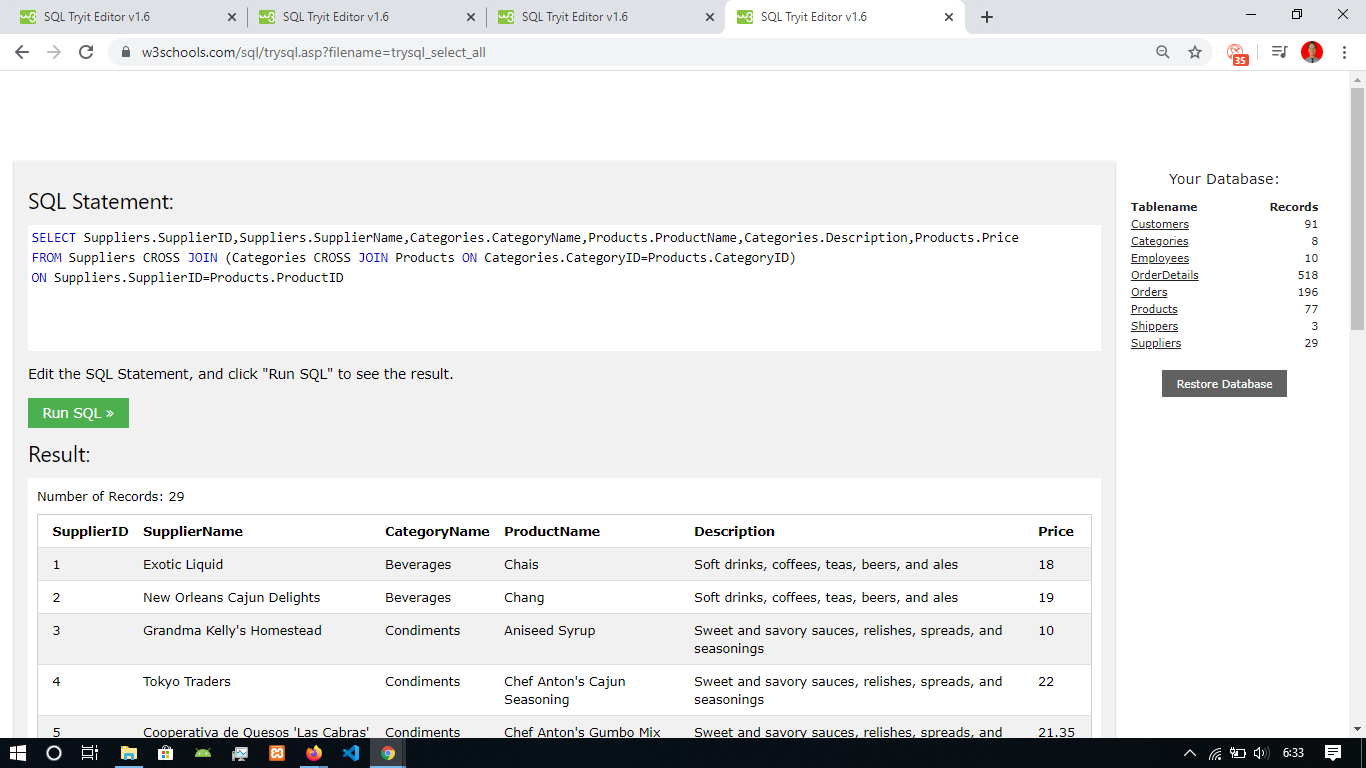 SQL Tryit Editor v1.6 SQL Tryit Editor v1.6 SQL Tryit Editor v1.6 SQL Tryit Editor v1.6
w3schools.com/sql/trysql.asp?filename=trysql_select_all
35
SQL Statement:
SELECT Suppliers.SupplierID,Suppliers.SupplierName,Categories.CategoryName,Products.ProductName,Categories.Description,Products.Price
FROM Suppliers CROSS JOIN (Categories CROSS JOIN Products ON Categories.CategoryID=Products.CategoryID)
ON Suppliers.SupplierID=Products.ProductID
Edit the SQL Statement, and click "Run SQL" to see the result.
Run SQL »
Result:
Number of Records: 29
SupplierID SupplierName CategoryName ProductName Description Price
1 Exotic Liquid Beverages Chais Soft drinks, coffees, teas, beers, and ales 18
2 New Orleans Cajun Delights Beverages Chang Soft drinks, coffees, teas, beers, and ales 19
3 Grandma Kelly's Homestead Condiments Aniseed Syrup Sweet and savory sauces, relishes, spreads, and 10
seasonings
4 Tokyo Traders Condiments Chef Anton's Cajun Sweet and savory sauces, relishes, spreads, and 22
Seasoning seasonings
5 Cooperativa de Quesos 'Las Cabras' Condiments Chef Anton's Gumbo Mix Sweet and savory sauces, relishes, spreads, and 21.35
Your Database:
Tablename Records
Customers 91
Categories 8
Employees 10
OrderDetails 518
Orders 196
Products 77
Shippers 3
Suppliers 29
Restore Database
6:33